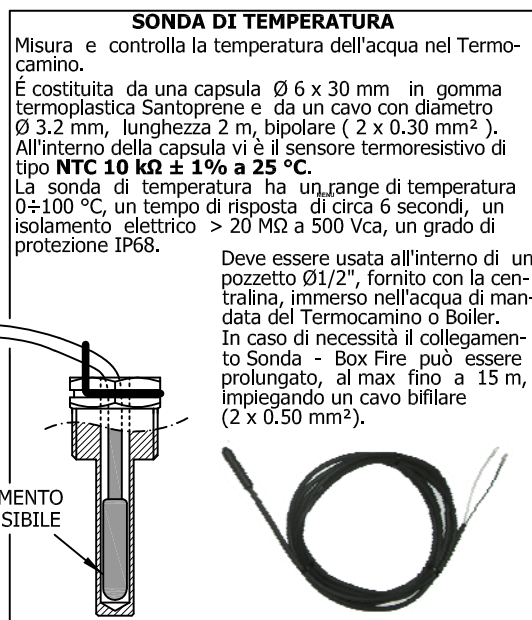 SONDA DI TEMPERATURA
Misura e controlla la temperatura dell'acqua nel Termo-
camino.
É costituita da una capsula Ø 6 x 30 mm in gomma
termoplastica Santoprene e da un cavo con diametro
Ø 3.2 mm, lunghezza 2 m, bipolare ( 2 x 0.30 mm² ).
All'interno della capsula vi è il sensore termoresistivo di
tipo NTC 10 kΩ ± 1% a 25 °C.
La sonda di temperatura ha un range di temperatura
MENU
0÷100 °C, un tempo di risposta di circa 6 secondi, un
isolamento elettrico > 20 MΩ a 500 Vca, un grado di
protezione IP68.
Deve essere usata all'interno di un
pozzetto Ø1/2", fornito con la cen-
tralina, immerso nell'acqua di man-
data del Termocamino o Boiler.
In caso di necessità il collegamen-
to Sonda - Box Fire può essere
prolungato, al max fino a 15 m,
impiegando un cavo bifilare
(2 x 0.50 mm²).
MENTO
SIBILE